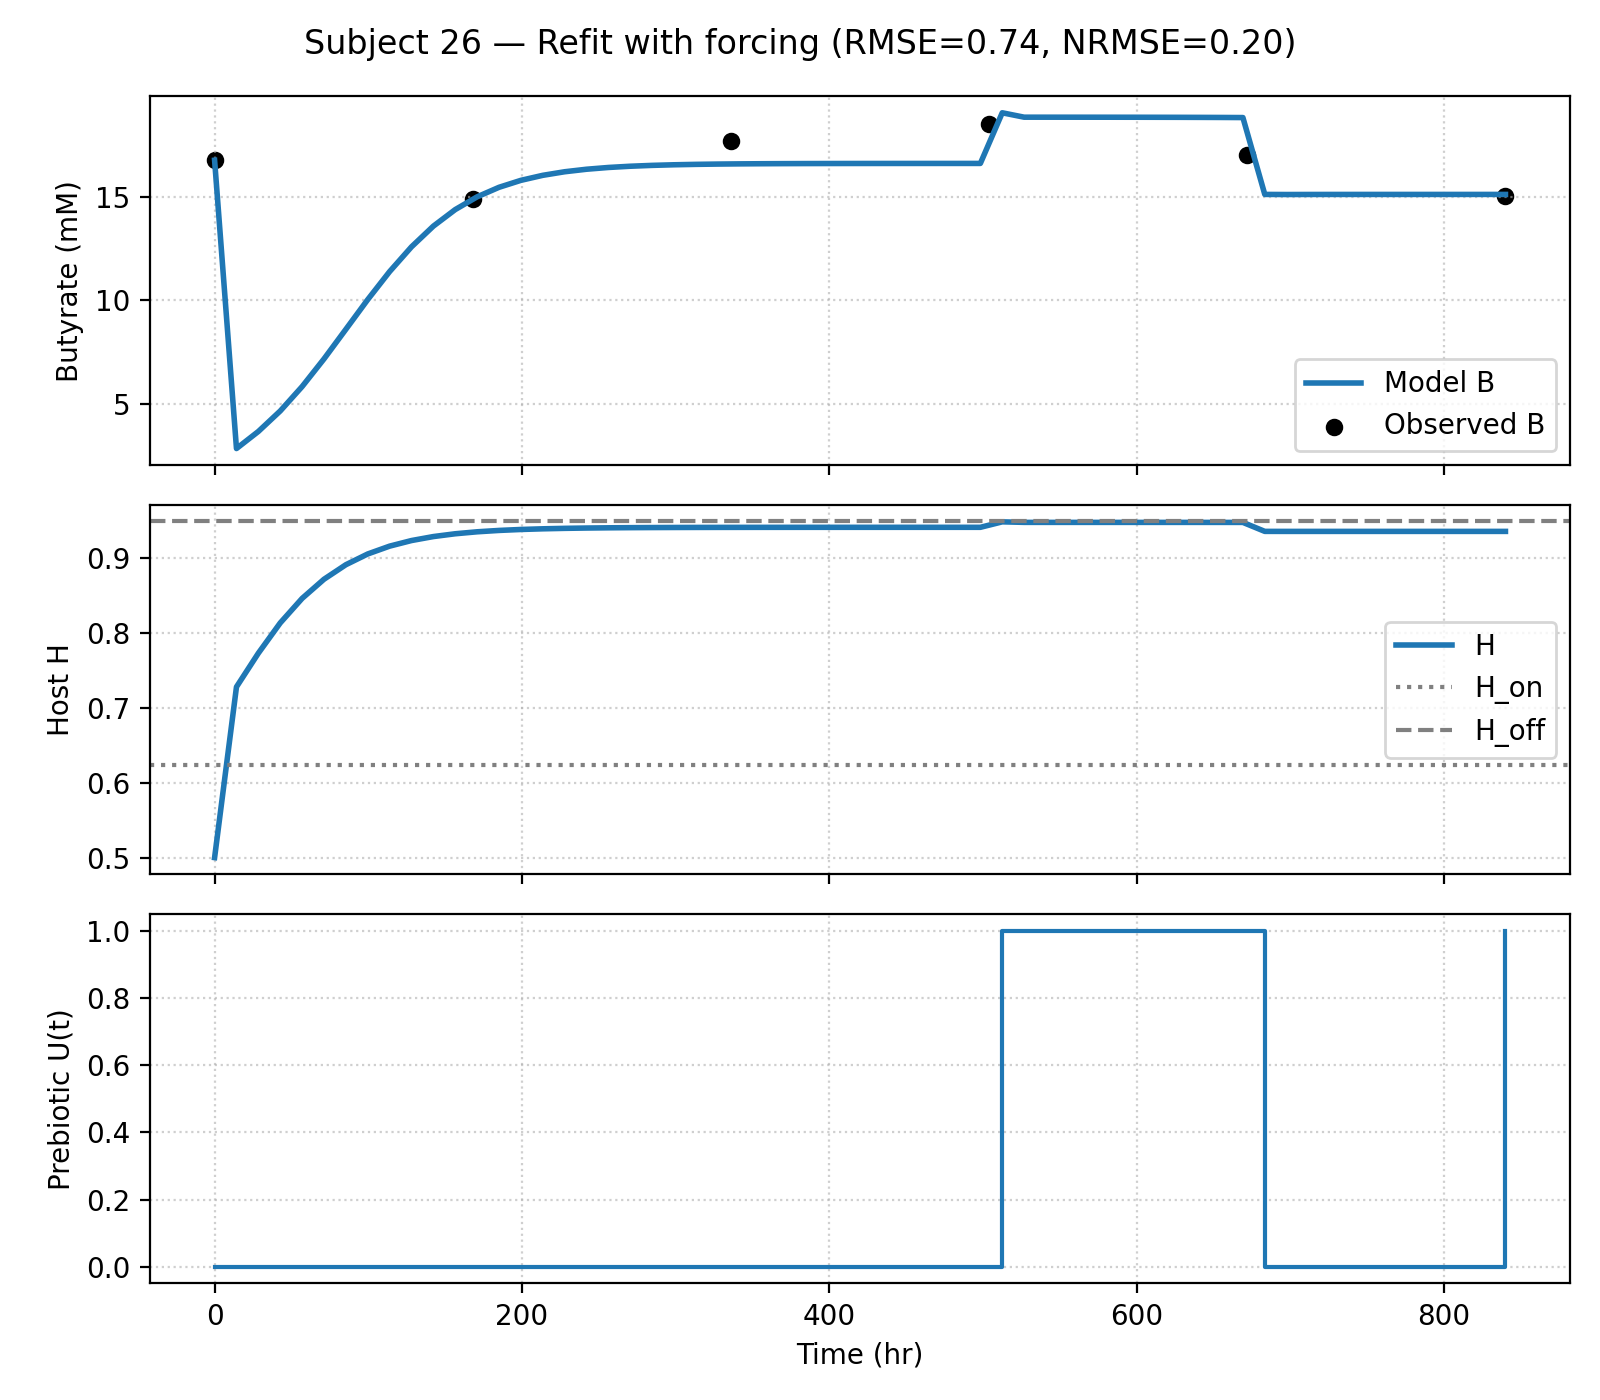 Subject 26 — Refit with forcing (RMSE=0.74, NRMSE=0.20)
Butyrate (mM)
15
10
5
Model B
Observed B
Host H
0.9
0.8
0.7
0.6
0.5
H
H_on
H_off
Prebiotic U(t)
1.0
0.8
0.6
0.4
0.2
0.0
0 200 400 600 800
Time (hr)